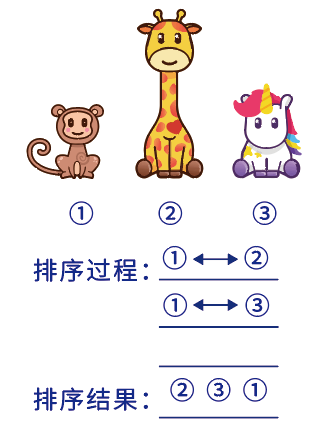 ① ② ③
排序过程： ① ⟷ ②
① ⟷ ③
排序结果： ② ③ ①